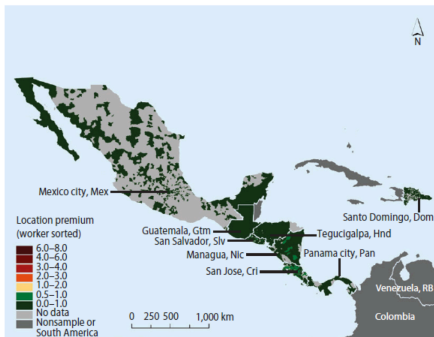 N
Mexico city, Mex
Santo Domingo, Dom
Location premium
(worker sorted)
Guatemala, Gtm
Tegucigalpa, Hnd
San Salvador, Slv
Panama city, Pan
6.0–8.0
4.0–6.0
Managua, Nic
3.0–4.0
San Jose, Cri
2.0–3.0
1.0–2.0
0.5–1.0
0.0–1.0
Venezuela, RB
No data
0 250 500 1,000 km
Nonsample or
South America
Colombia